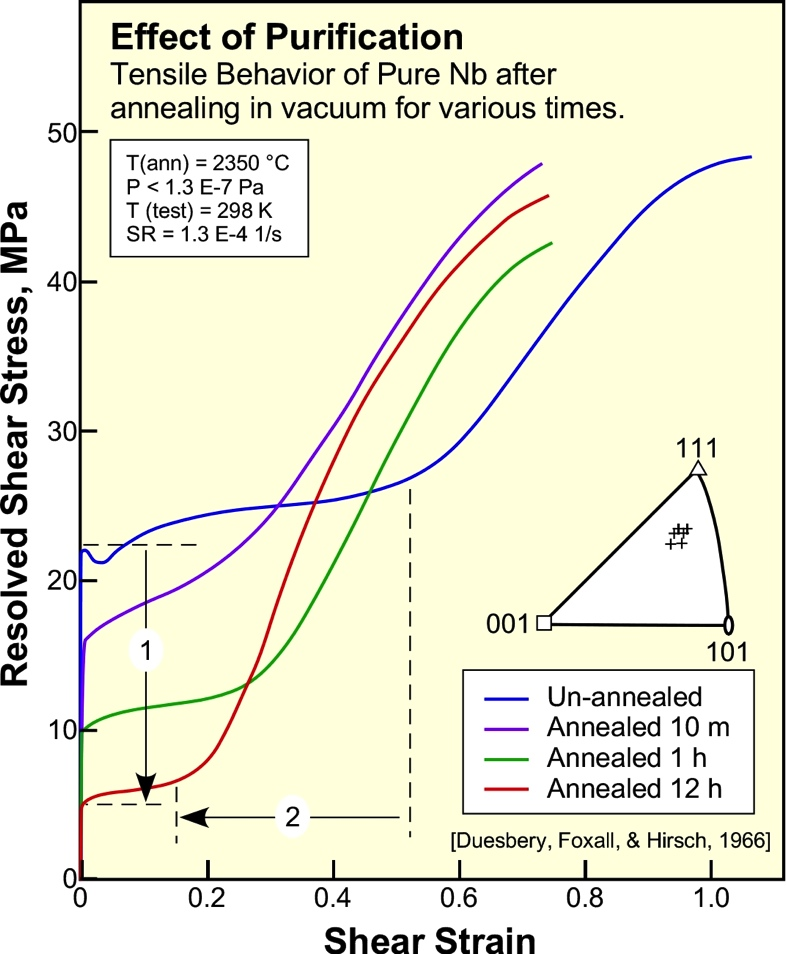 Effect of Purification
Tensile Behavior of Pure Nb after
annealing in vacuum for various times.
T(ann) = 2350 °C
P < 1.3 E-7 Pa
T (test) = 298 K
SR = 1.3 E-4 1/s
Resolved Shear Stress, MPa
50
40
30
20
10
0
1
2
111
001
101
Un-annealed
Annealed 10 m
Annealed 1 h
Annealed 12 h
[Duesbery, Foxall, & Hirsch, 1966]
0 0.2 0.4 0.6 0.8 1.0
Shear Strain